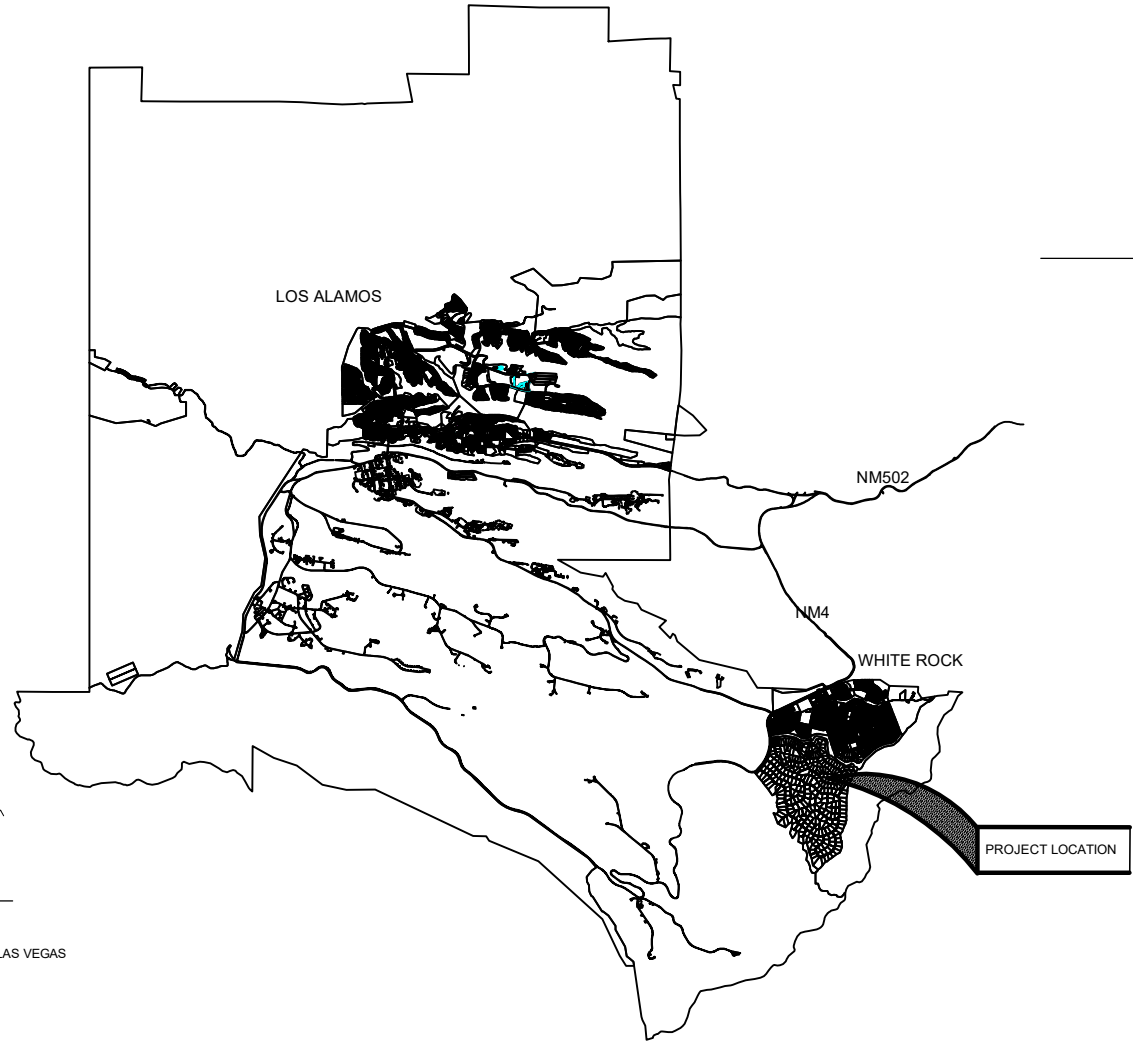 LOS ALAMOS
NM502
NM4
WHITE ROCK
PROJECT LOCATION
LAS VEGAS